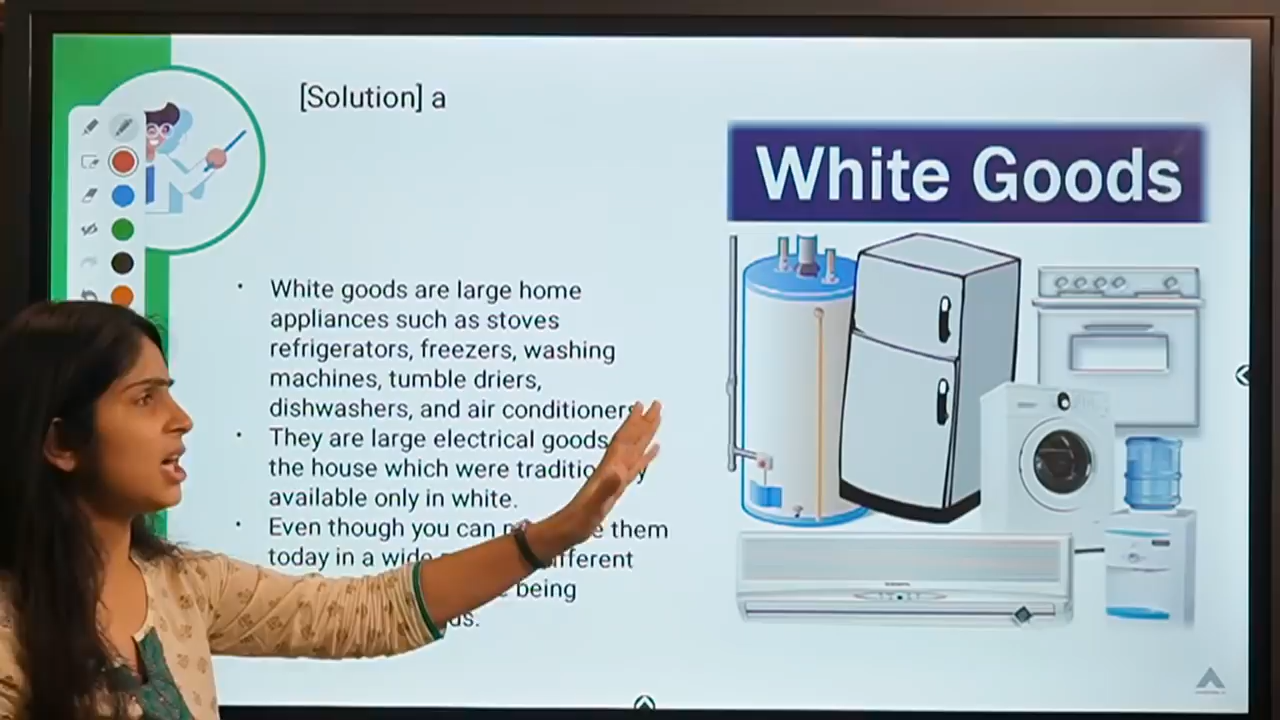 [Solution] a
White Goods
• White goods are large home
appliances such as stoves
refrigerators, freezers, washing
machines, tumble driers,
dishwashers, and air conditioners
• They are large electrical goods
the house which were
available only in white.
• Even though you can them
today in a different
being